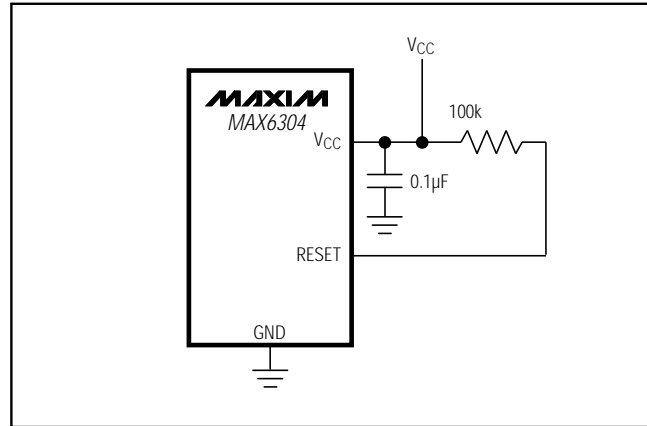 VCC
100k
MAXIM
MAX6304
VCC
0.1µF
RESET
GND